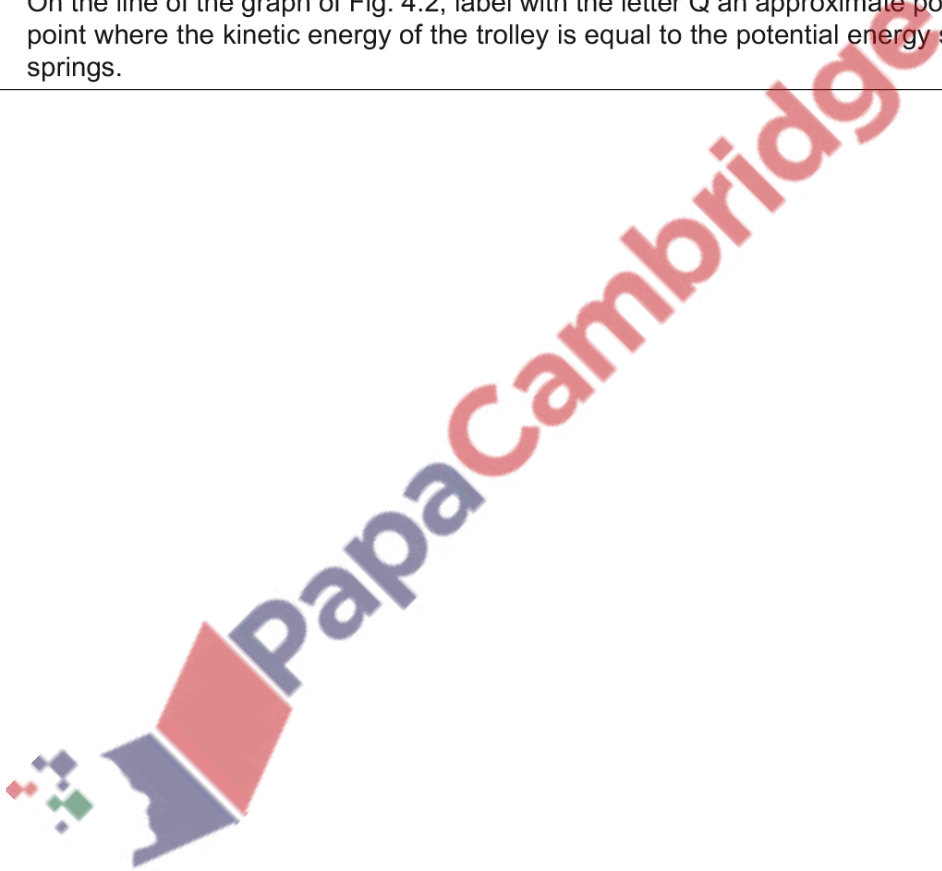 On the line of the graph of Fig. 4.2, label with the letter Q an approximate
point where the kinetic energy of the trolley is equal to the potential energy
springs.
PapaCambridge